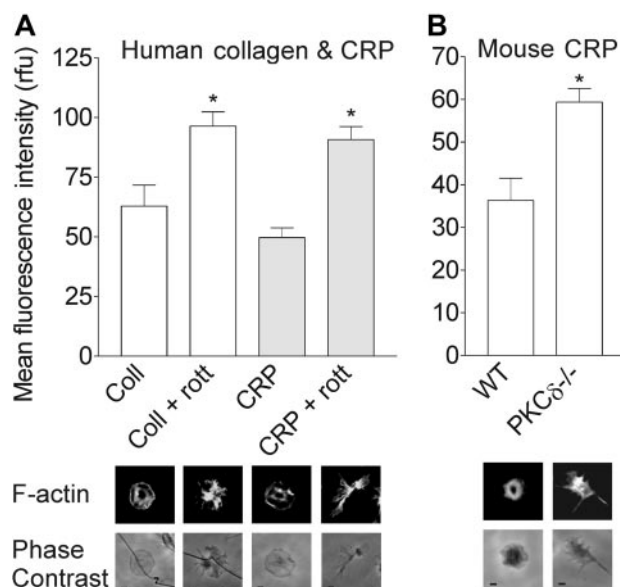 A
Human collagen & CRP
Mean fluorescence intensity (rfu)
125
100
75
50
25
0
*
*
Coll
Coll + rott
CRP
CRP + rott
B
Mouse CRP
70
60
50
40
30
20
10
0
*
WT
PKCδ-/-
F-actin
Phase
Contrast